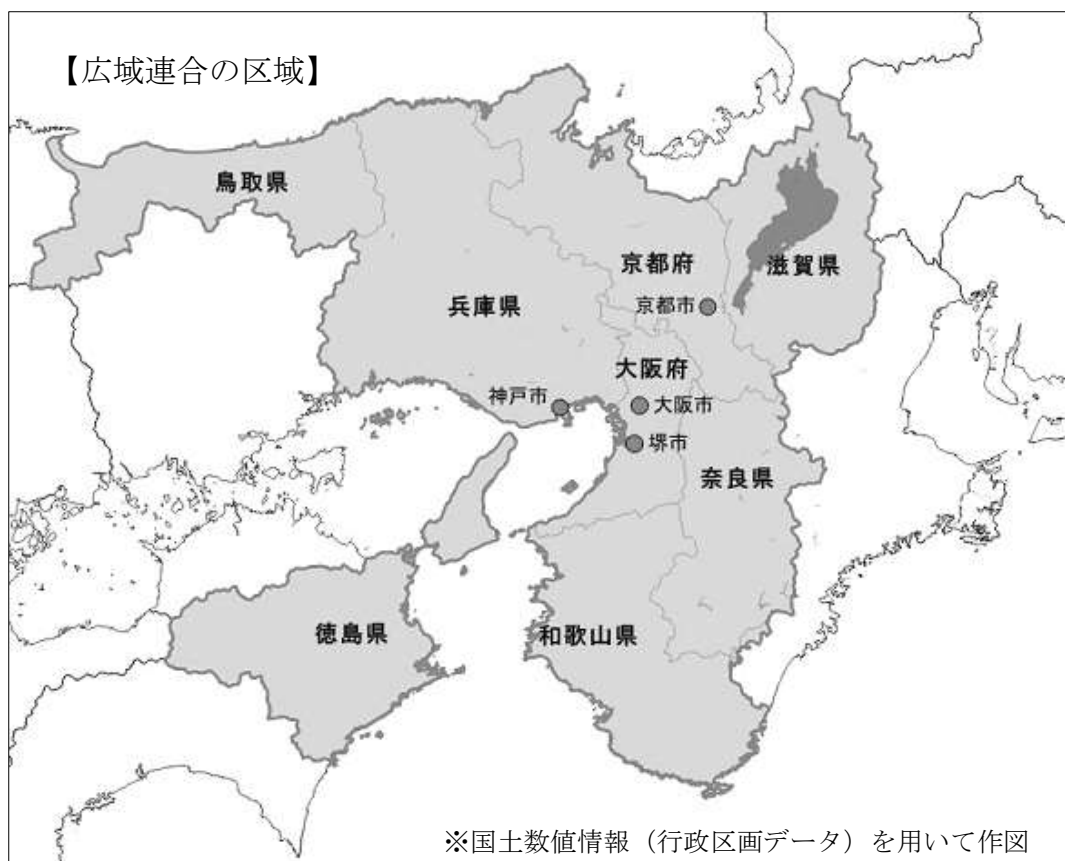 【広域連合の区域】
鳥取県
京都府
滋賀県
兵庫県
京都市
大阪府
神戸市
大阪市
堺市
奈良県
徳島県
和歌山県
※国土数値情報（行政区画データ）を用いて作図